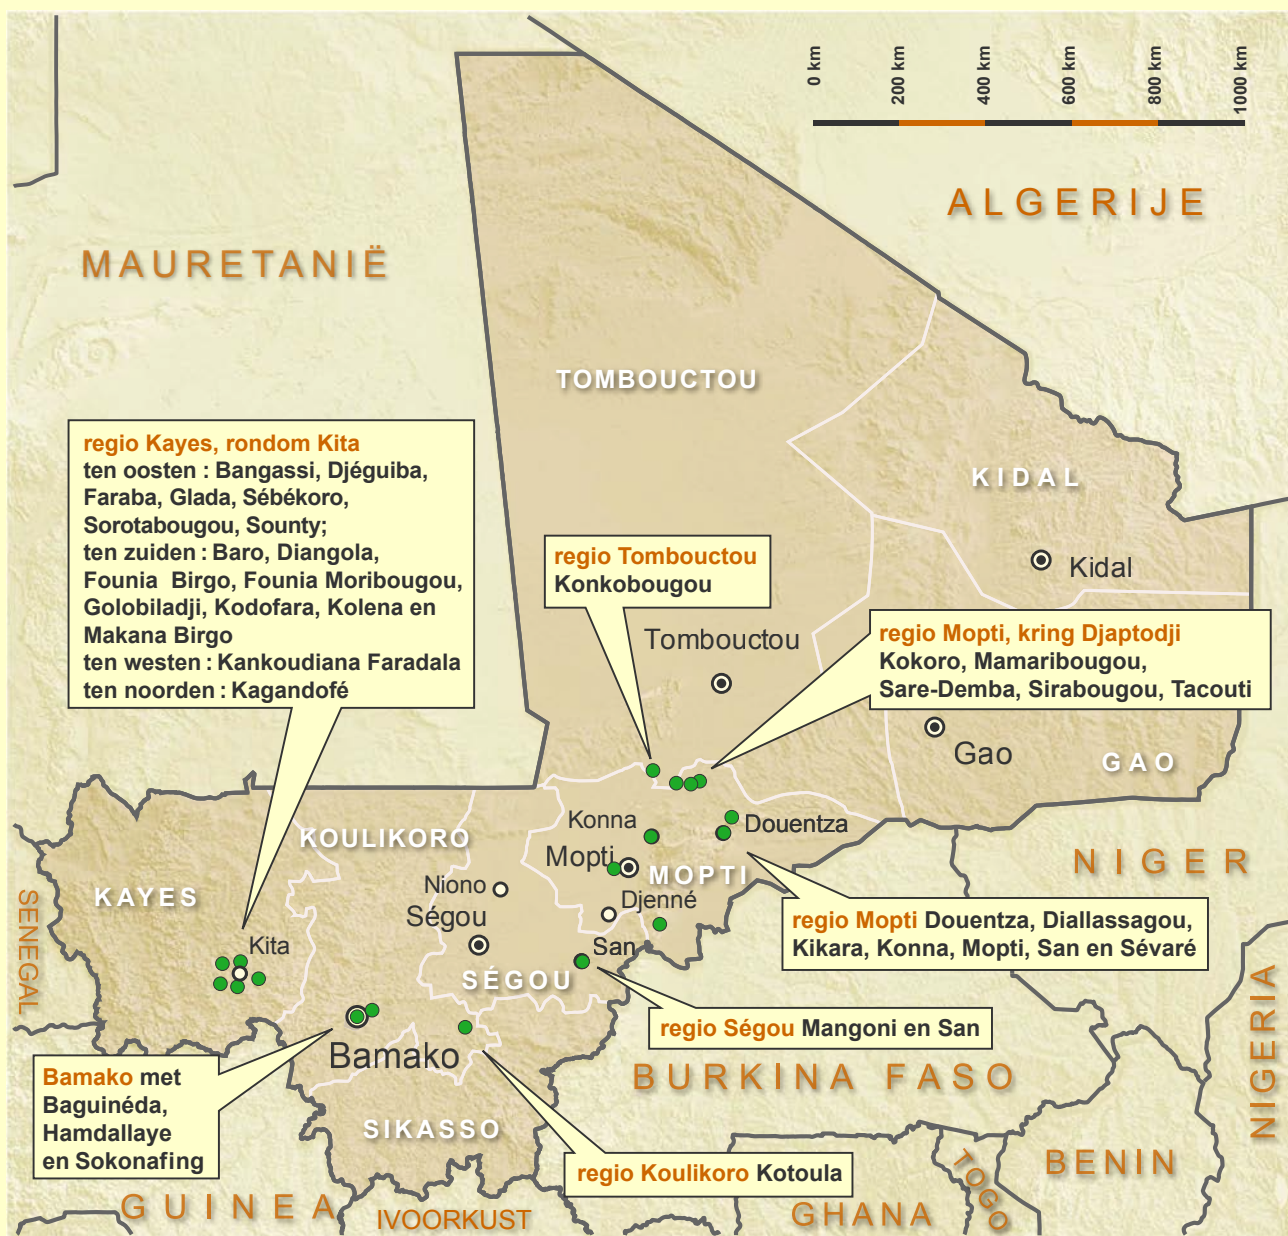 0 km
200 km
400 km
600 km
800 km
1000 km
ALGERIJE
MAURETANIË
TOMBOUCTOU
KIDAL
Kidal
regio Kayes, rondom Kita
ten oosten : Bangassi, Djéguiba,
Faraba, Glada, Sébékoro,
Sorotabougou, Sounty;
ten zuiden : Baro, Diangola,
Founia Birgo, Founia Moribougou,
Golobiladji, Kodofara, Kolena en
Makana Birgo
ten westen : Kankoudiana Faradala
ten noorden : Kagandofé
regio Tombouctou
Konkobougou
Tombouctou
regio Mopti, kring Djaptodji
Kokoro, Mamaribougou,
Sare-Demba, Sirabougou, Tacouti
Gao
GAO
KOULIKORO
Konna
Douentza
Mopti
MOPTI
NIGER
KAYES
Niono
Djenné
Ségou
SENEGAL
Kita
San
SÉGOU
regio Mopti Douentza, Diallassagou,
Kikara, Konna, Mopti, San en Sévaré
regio Ségou Mangoni en San
NIGERIA
Bamako
BURKINA FASO
Bamako met
Baguinéda,
Hamdallaye
en Sokonafing
SIKASSO
regio Koulikoro Kotoula
BENIN
TOGO
GUINEA
IVOORKUST
GHANA